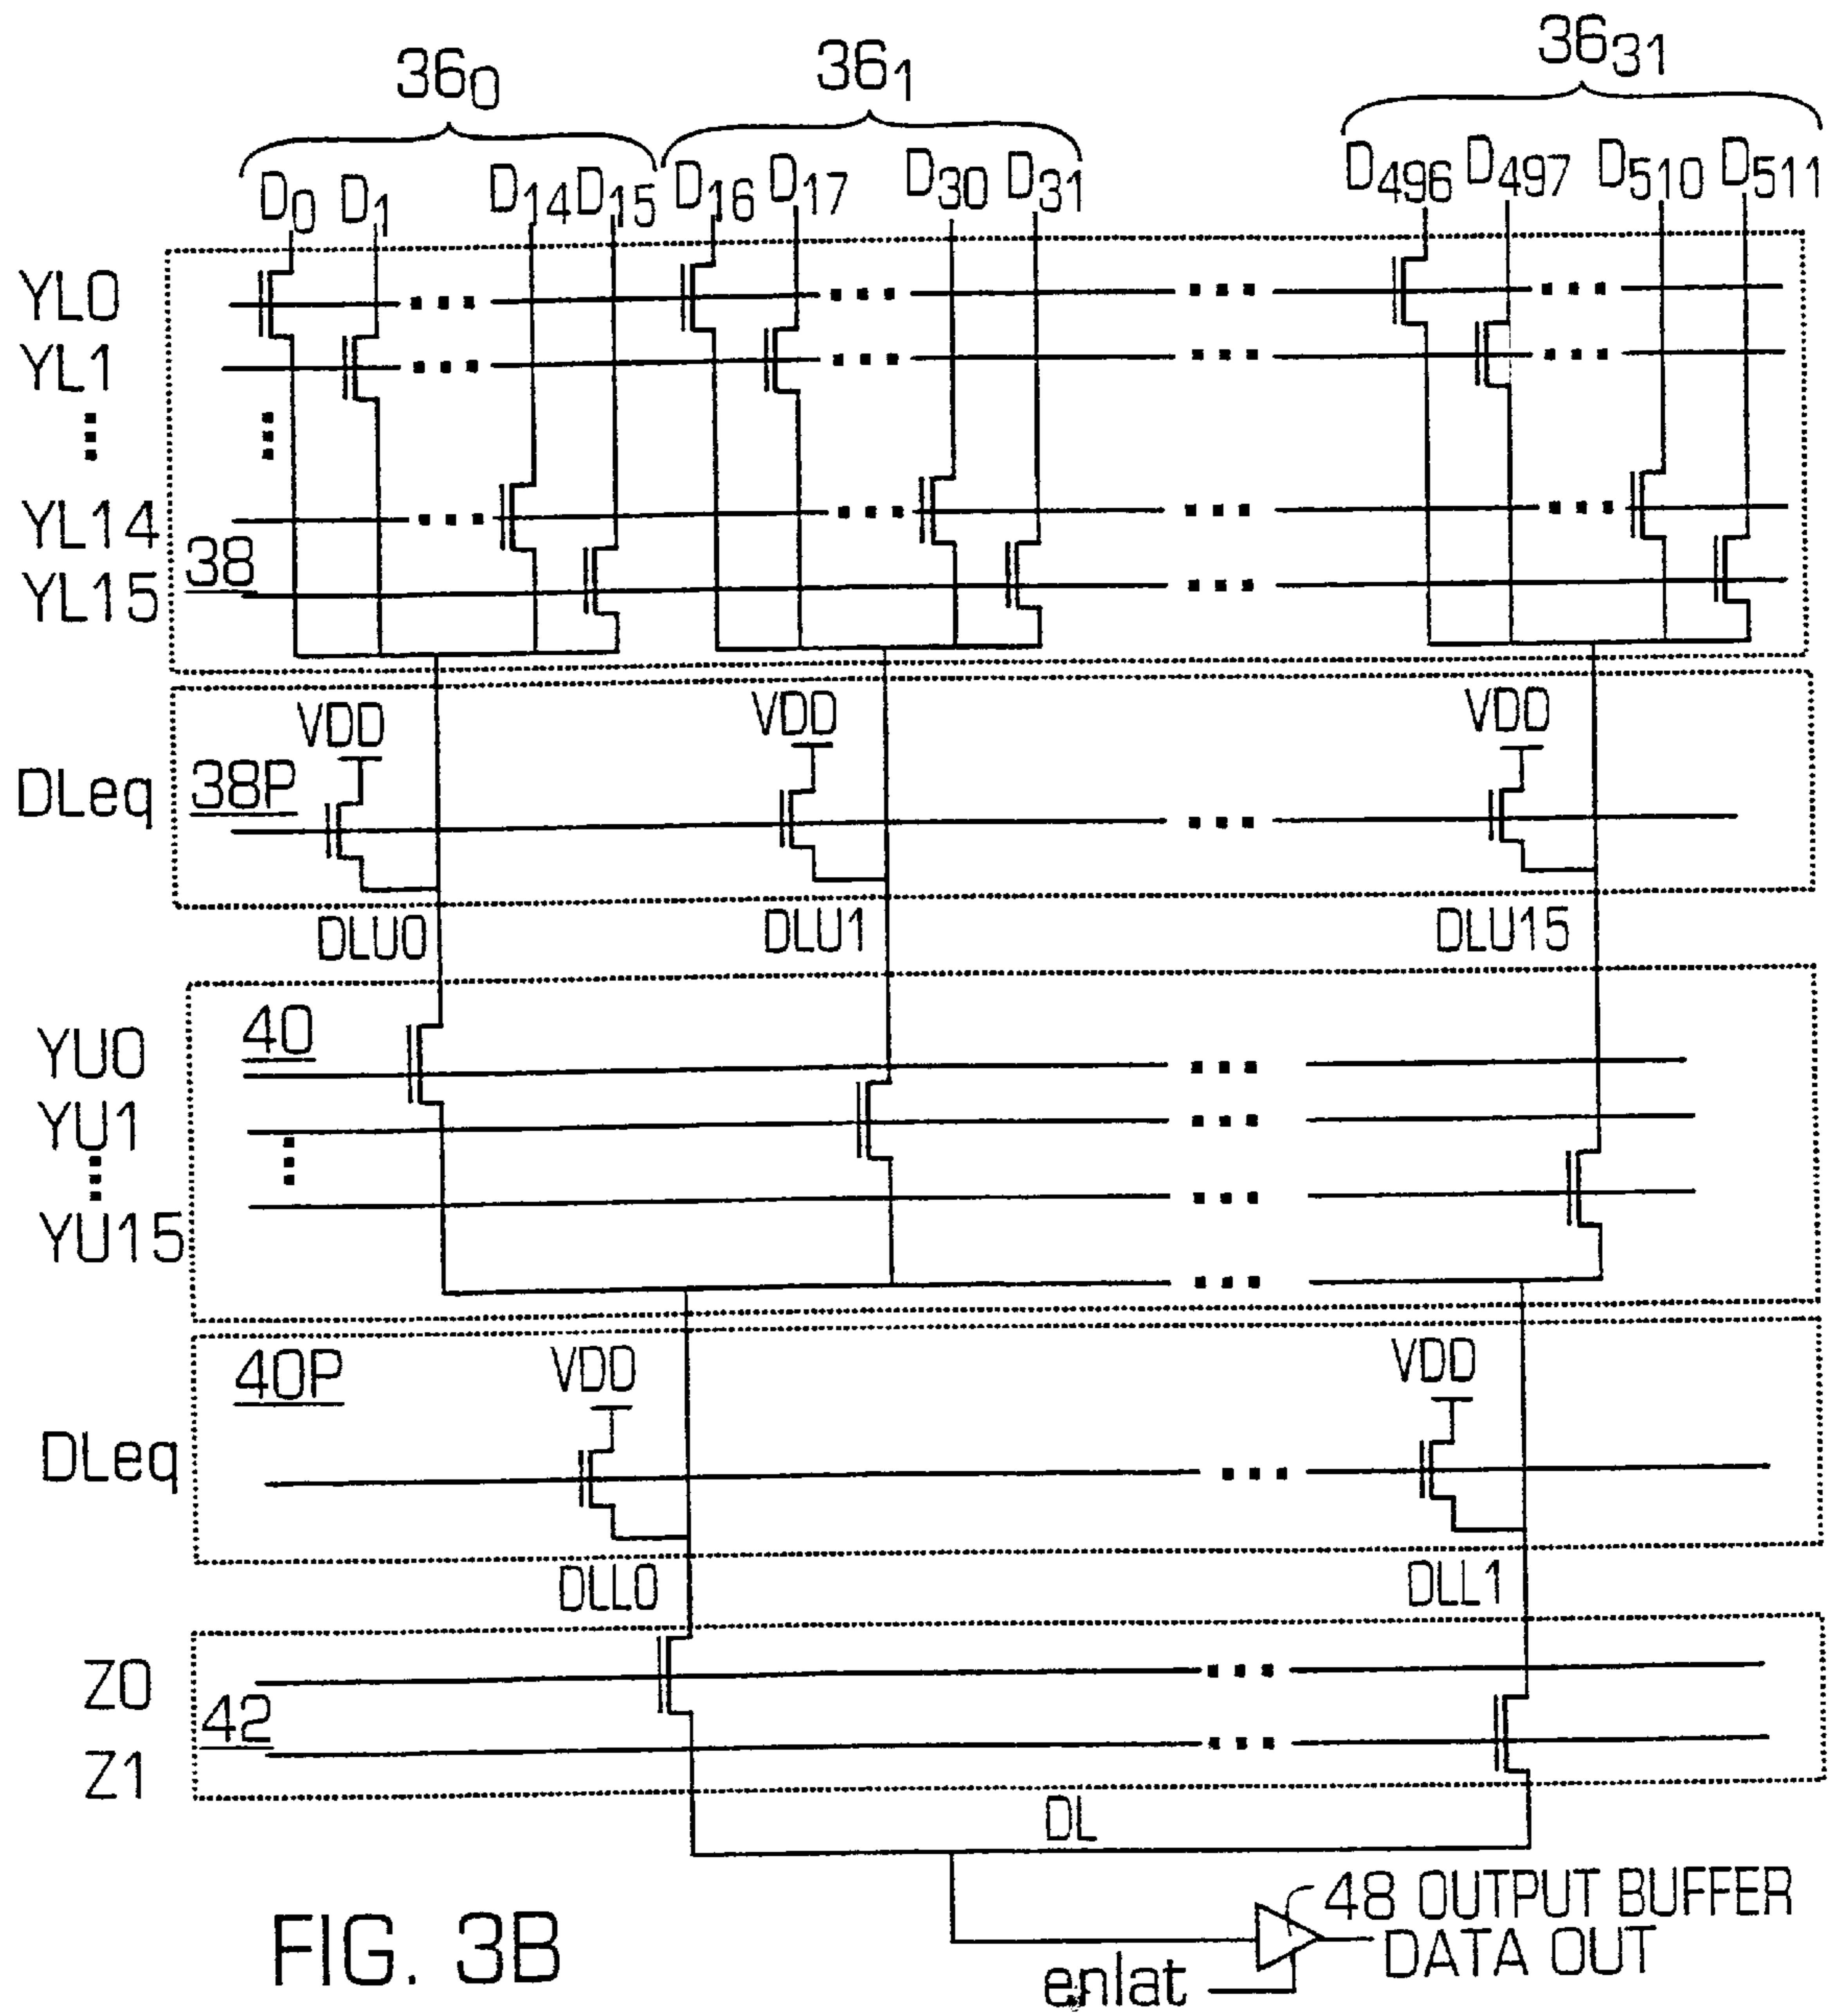 36₀ 36₁ 36₃₁
D₀ D₁ D₁₄ D₁₅ D₁₆ D₁₇ D₃₀ D₃₁ D₄₉₆ D₄₉₇ D₅₁₀ D₅₁₁
YL0
YL1
YL14
38
YL15
VDD VDD VDD
DLeq 38P
DLU0 DLU1 DLU15
YU0 40
YU1
YU15
40P VDD VDD
DLeq
DLL0 DLL1
Z0
42
Z1
DL
48 OUTPUT BUFFER
DATA OUT
enlat
FIG. 3B